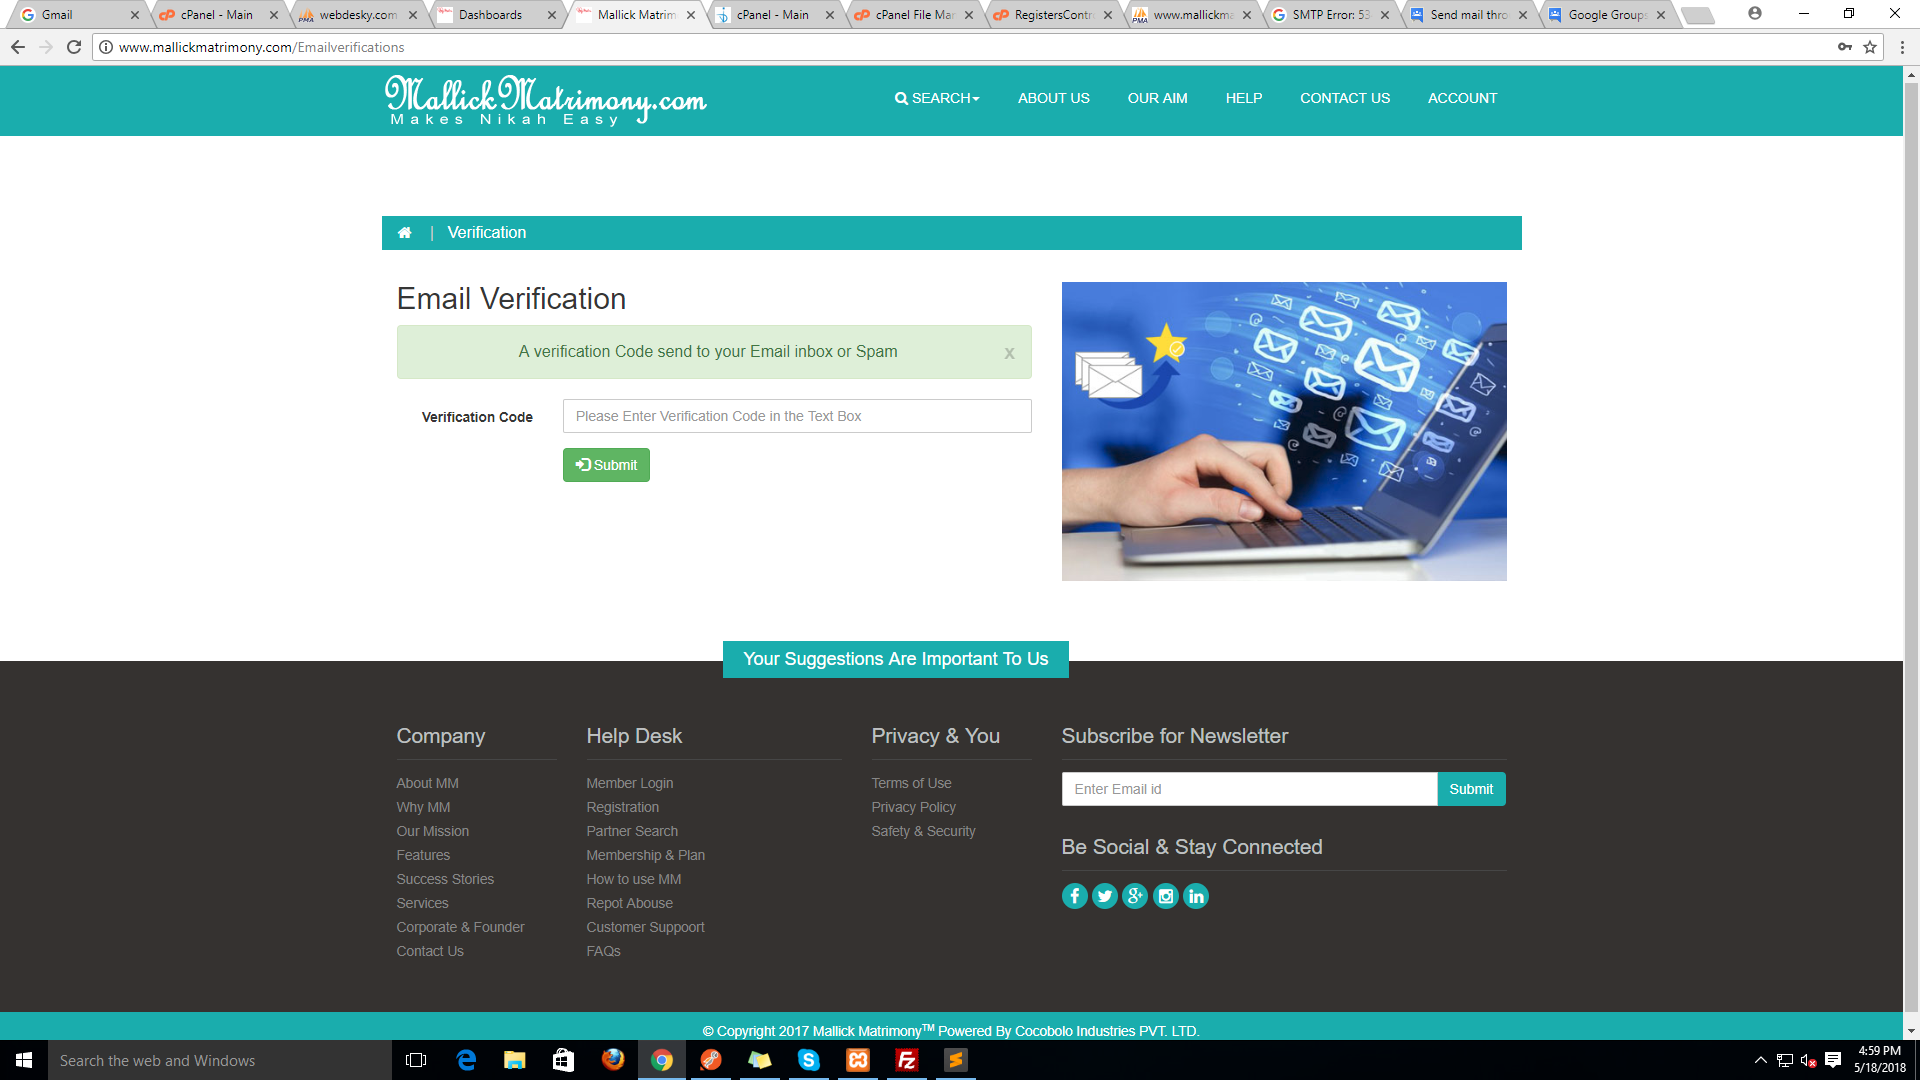 Gmail
cPanel - Main
webdesky.com
Dashboards
Mallick Matrim
cPanel - Main
cPanel File Mar
RegistersContr
www.mallickma
SMTP Error: 53
Send mail thro
Google Groups
www.mallickmatrimony.com/Emailverifications
MallickMatrimony.com
Makes Nikah Easy
SEARCH
ABOUT US
OUR AIM
HELP
CONTACT US
ACCOUNT
| Verification
Email Verification
A verification Code send to your Email inbox or Spam
x
Verification Code
Please Enter Verification Code in the Text Box
Submit
Your Suggestions Are Important To Us
Company
About MM
Why MM
Our Mission
Features
Success Stories
Services
Corporate & Founder
Contact Us
Help Desk
Member Login
Registration
Partner Search
Membership & Plan
How to use MM
Repot Abouse
Customer Suppoort
FAQs
Privacy & You
Terms of Use
Privacy Policy
Safety & Security
Subscribe for Newsletter
Enter Email id
Submit
Be Social & Stay Connected
© Copyright 2017 Mallick Matrimony™ Powered By Cocobolo Industries PVT. LTD.
Search the web and Windows
4:59 PM
5/18/2018